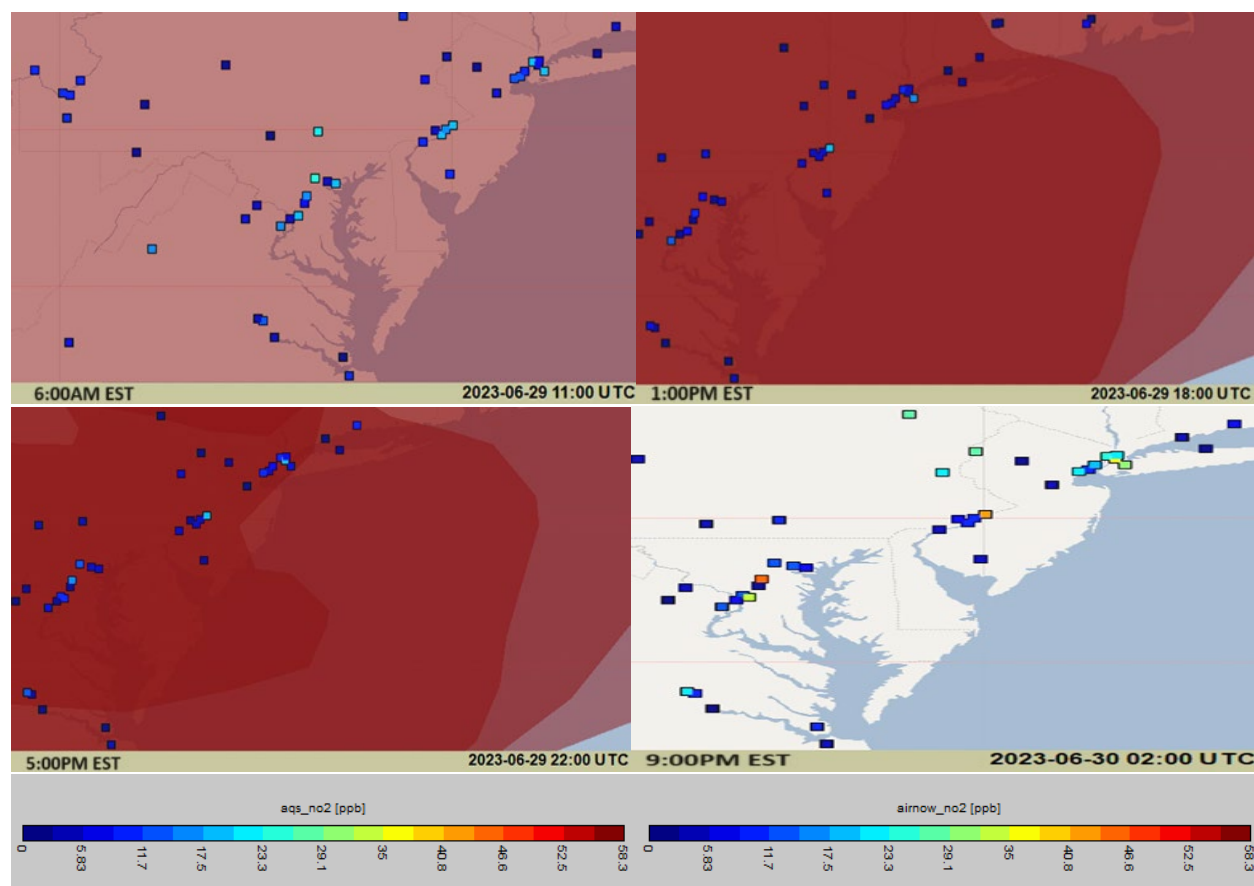 6:00AM EST 2023-06-29 11:00 UTC
1:00PM EST 2023-06-29 18:00 UTC
5:00PM EST 2023-06-29 22:00 UTC
9:00PM EST 2023-06-30 02:00 UTC
aqs_no2 [ppb]
0 5.83 11.7 17.5 23.3 29.1 35 40.8 46.6 52.5 58.3
airnow_no2 [ppb]
0 5.83 11.7 17.5 23.3 29.1 35 40.8 46.6 52.5 58.3